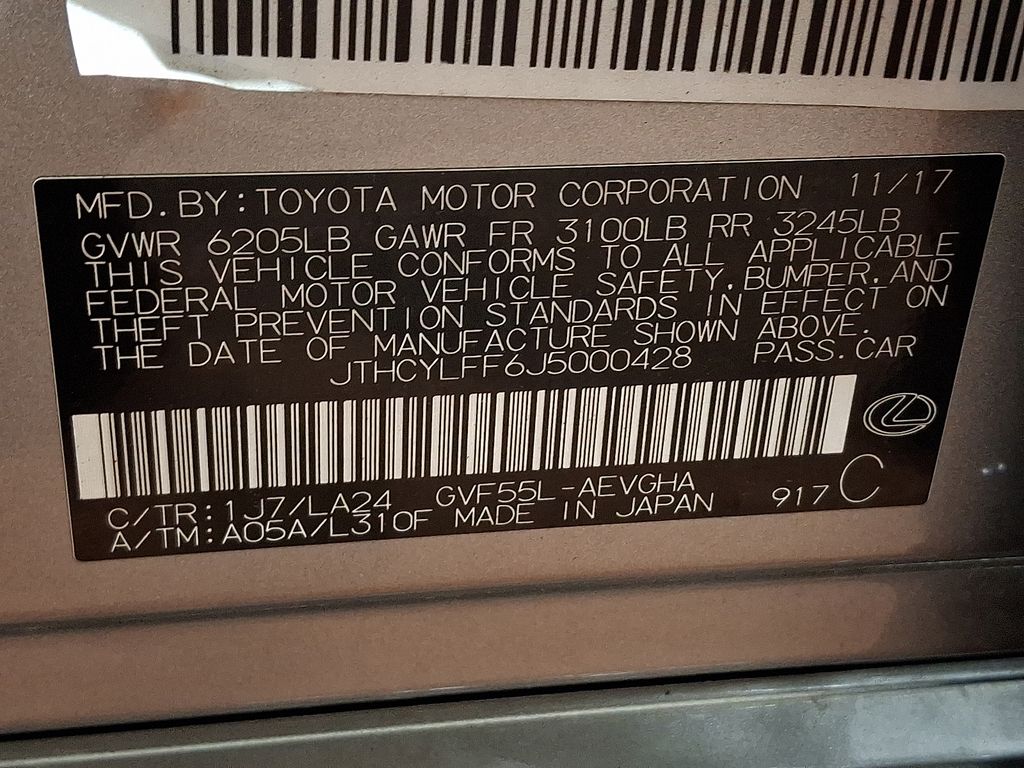 MFD. BY: TOYOTA MOTOR CORPORATION 11/17
GVWR 6205LB GAWR FR 3100LB RR 3245LB
THIS VEHICLE CONFORMS TO ALL APPLICABLE
FEDERAL MOTOR VEHICLE SAFETY, BUMPER, AND
THEFT PREVENTION STANDARDS IN EFFECT ON
THE DATE OF MANUFACTURE SHOWN ABOVE.
JTHCYLFF6J5000428 PASS. CAR
C/TR: 1J7/LA24 GVF55L-AEVGHA 917 C
A/TM: A05A/L310F MADE IN JAPAN